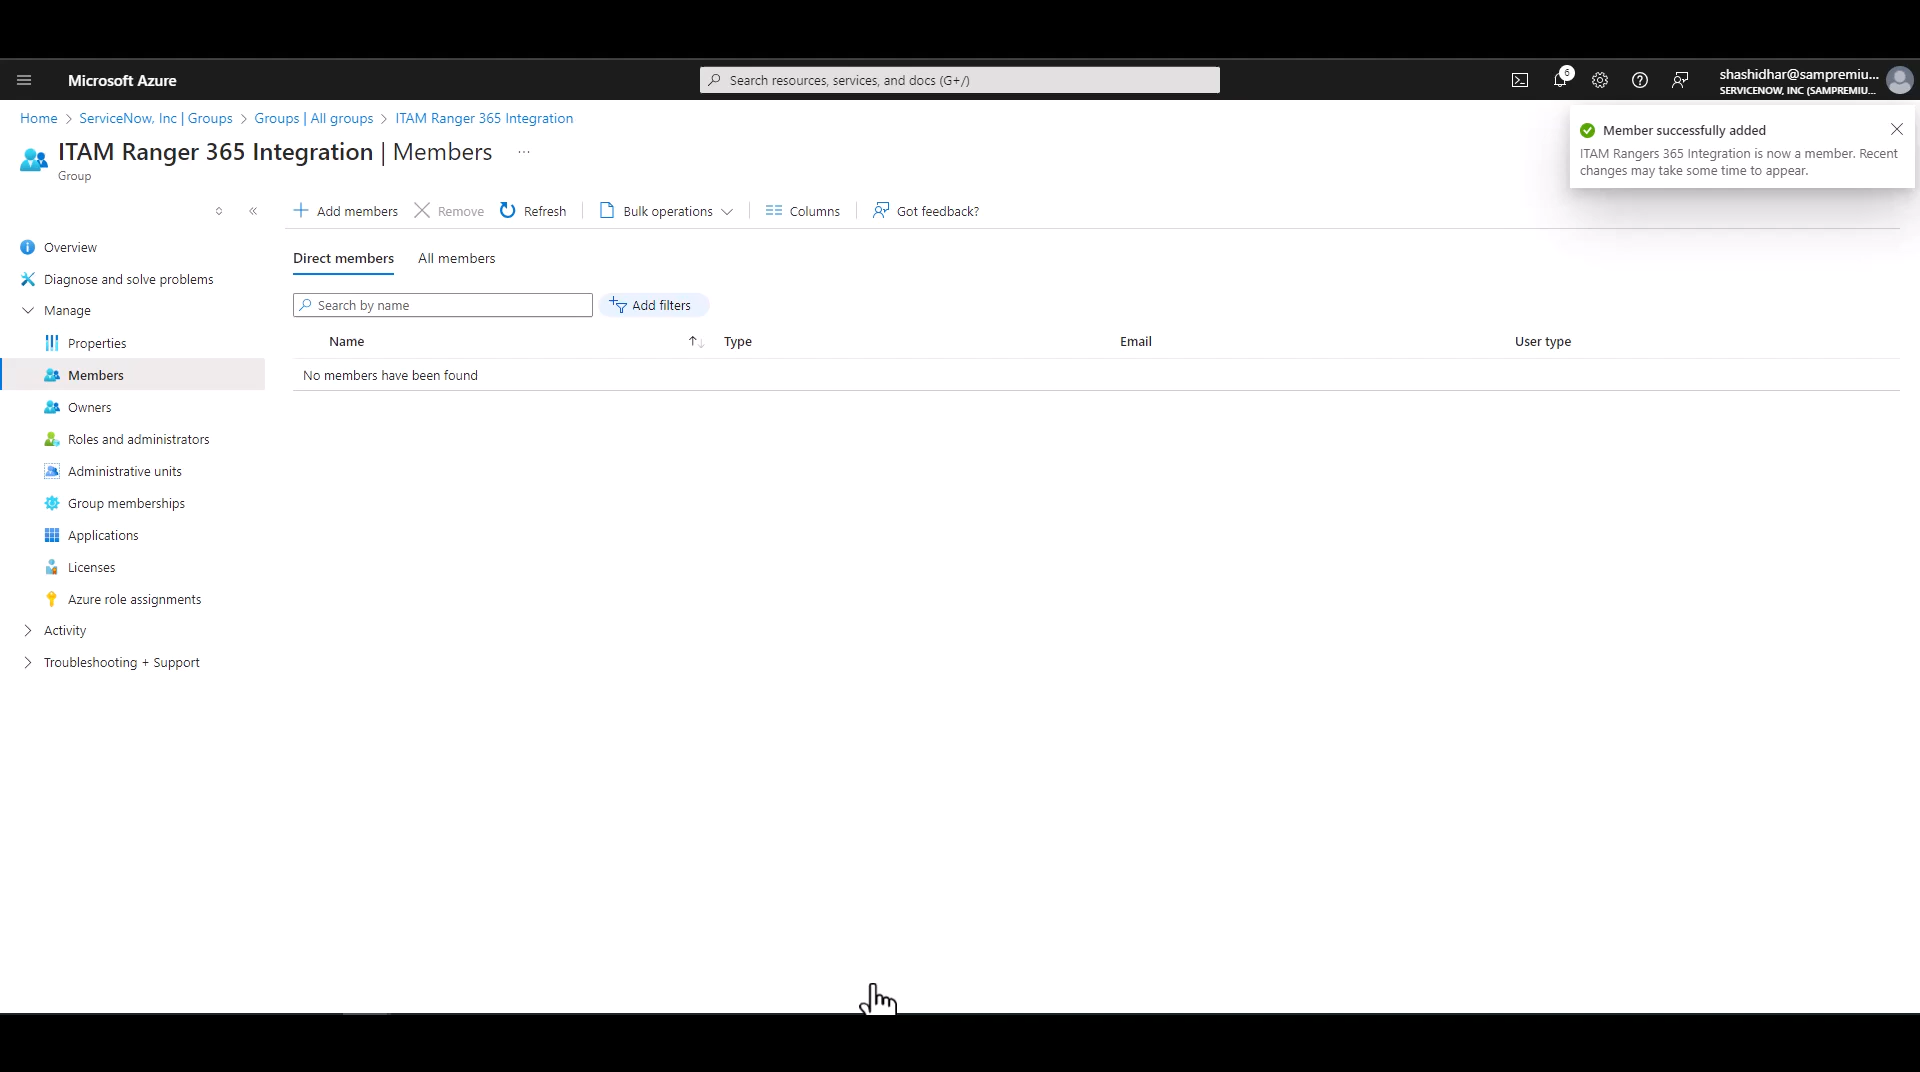 Microsoft Azure
Search resources, services, and docs (G+/)
6
shashidhar@sampremiu...
SERVICENOW, INC (SAMPREMIU...
Home > ServiceNow, Inc | Groups > Groups | All groups > ITAM Ranger 365 Integration
ITAM Ranger 365 Integration | Members ...
Group
Member successfully added
ITAM Rangers 365 Integration is now a member. Recent
changes may take some time to appear.
Add members Remove Refresh Bulk operations Columns Got feedback?
Overview
Diagnose and solve problems
Manage
Properties
Members
Owners
Roles and administrators
Administrative units
Group memberships
Applications
Licenses
Azure role assignments
Activity
Troubleshooting + Support
Direct members All members
Search by name Add filters
Name Type Email User type
No members have been found